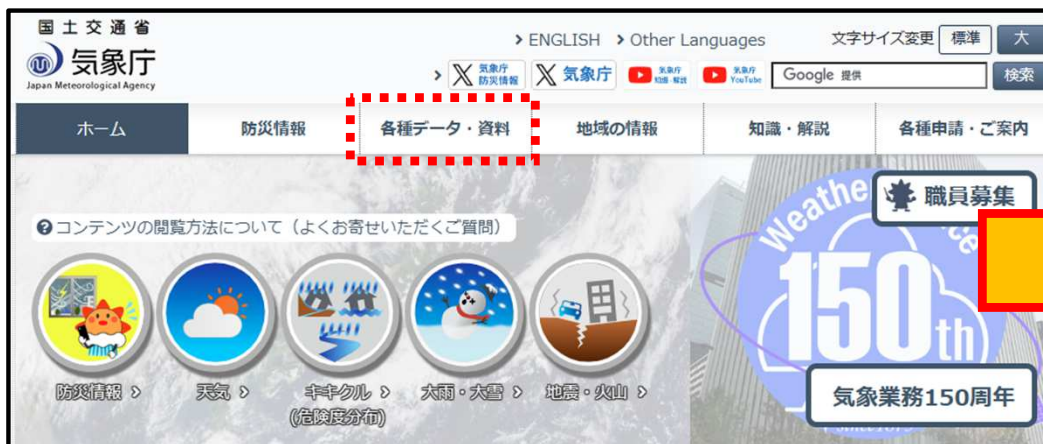 国土交通省
気象庁
Japan Meteorological Agency
ENGLISH Other Languages 文字サイズ変更 標準 大
気象庁 防災情報 気象庁 気象庁 知識・解説 気象庁 YouTube Google 提供 検索
ホーム 防災情報 各種データ・資料 地域の情報 知識・解説 各種申請・ご案内
コンテンツの閲覧方法について（よくお寄せいただくご質問）
職員募集
150th
防災情報 天気 キキクル 大雨・大雪 地震・火山
(危険度分布)
気象業務150周年